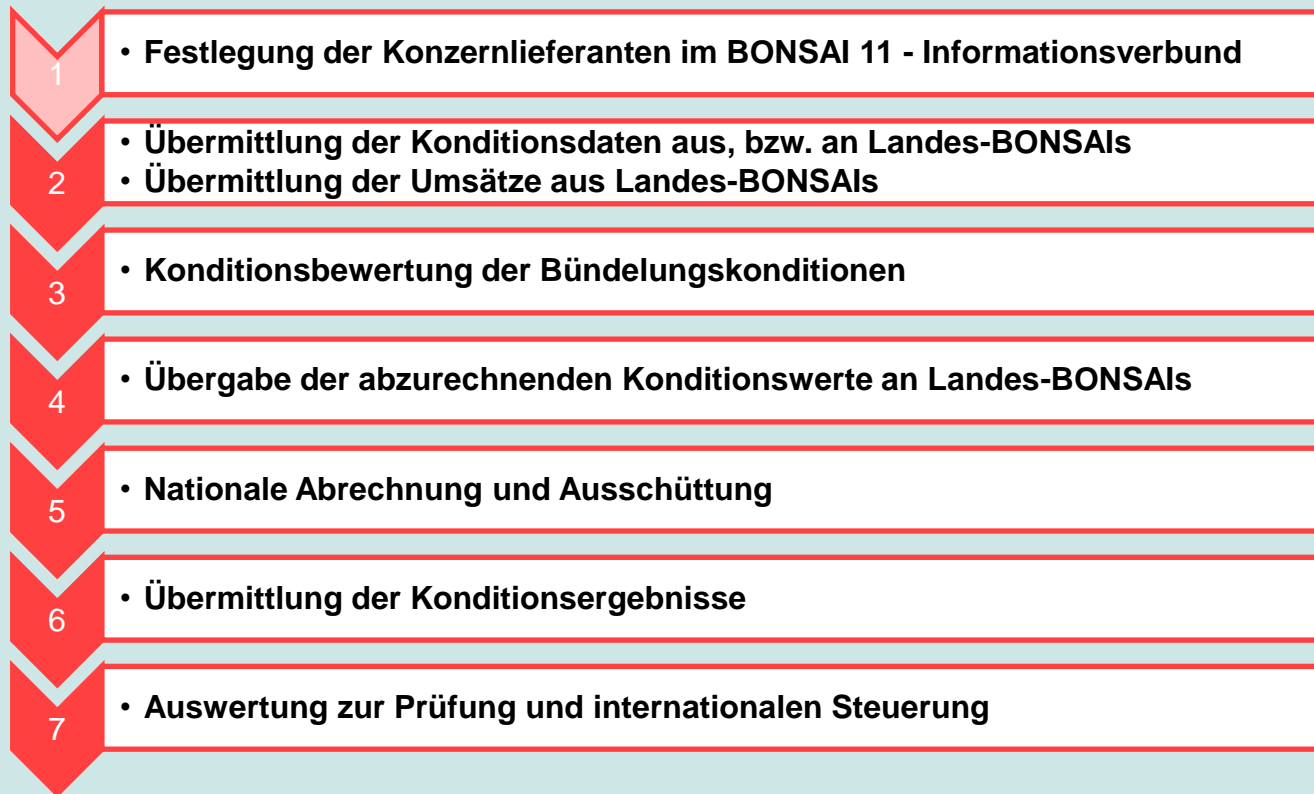 1
• Festlegung der Konzernlieferanten im BONSAI 11 - Informationsverbund
2
• Übermittlung der Konditionsdaten aus, bzw. an Landes-BONSAIs
• Übermittlung der Umsätze aus Landes-BONSAIs
3
• Konditionsbewertung der Bündelungskonditionen
4
• Übergabe der abzurechnenden Konditionswerte an Landes-BONSAIs
5
• Nationale Abrechnung und Ausschüttung
6
• Übermittlung der Konditionsergebnisse
7
• Auswertung zur Prüfung und internationalen Steuerung